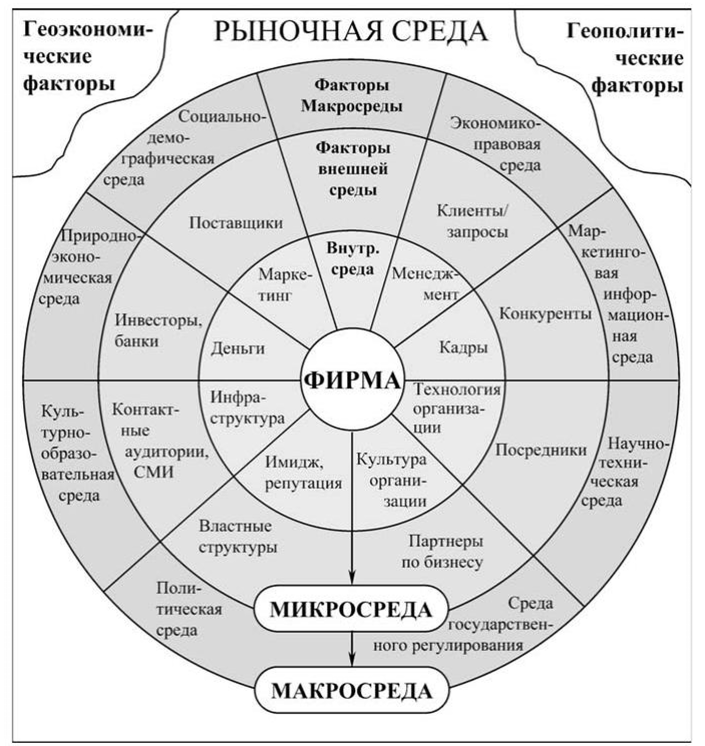 Геоэкономи-
ческие
факторы
РЫНОЧНАЯ СРЕДА
Геополити-
ческие
факторы
Факторы
Макросреды
Социально-
демо-
графическая
среда
Экономико-
правовая
среда
Факторы
внешней
среды
Поставщики
Клиенты/
запросы
Природно-
эконо-
мическая
среда
Мар-
кетинго-
вая
инфор-
мацион-
ная
среда
Внутр.
среда
Марке-
тинг
Менедж-
мент
Инвесторы,
банки
Конкуренты
Деньги
Кадры
ФИРМА
Куль-
турно-
образо-
вательная
среда
Контакт-
ные
аудитории,
СМИ
Инфра-
структура
Технология
организа-
ции
Посредники
Научно-
техни-
ческая
среда
Имидж,
репутация
Культура
органи-
зации
Властные
структуры
Партнеры
по бизнесу
Поли-
тическая
среда
МИКРОСРЕДА
Среда
государствен-
ного регулирования
МАКРОСРЕДА